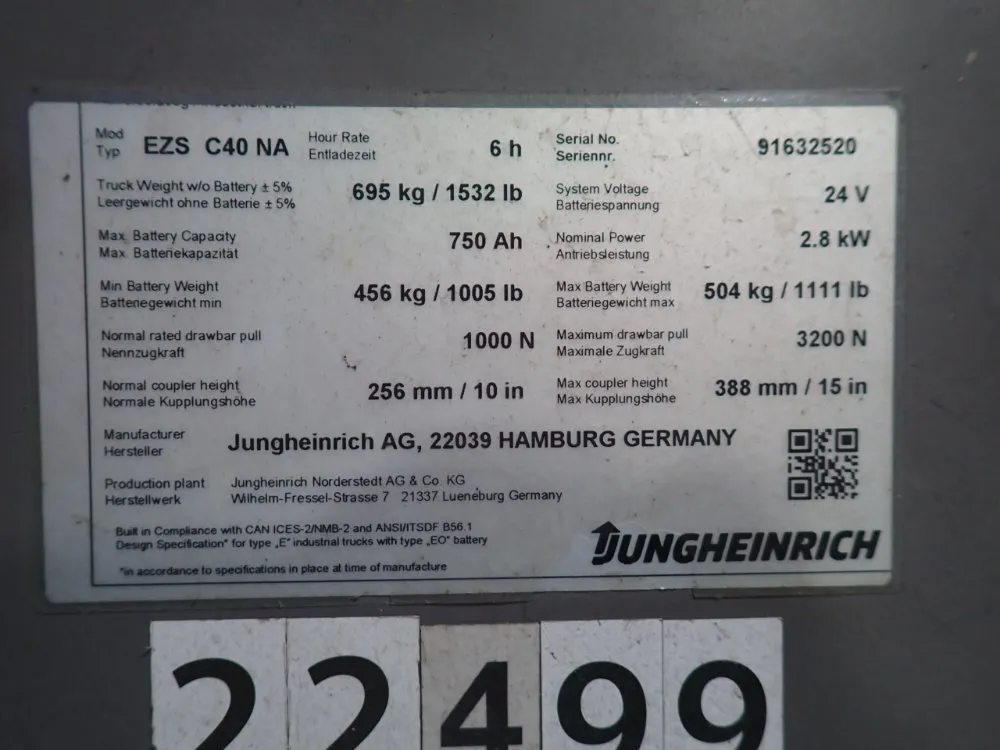 Mod EZS C40 NA Hour Rate 6 h Serial No. 91632520
Typ Entladezeit Seriennr.
Truck Weight w/o Battery ± 5% 695 kg / 1532 lb System Voltage 24 V
Leergewicht ohne Batterie ± 5% Batteriespannung
Max. Battery Capacity 750 Ah Nominal Power 2.8 kW
Max. Batteriekapazität Antriebsleistung
Min Battery Weight 456 kg / 1005 lb Max Battery Weight 504 kg / 1111 lb
Batteriegewicht min Batteriegewicht max
Normal rated drawbar pull 1000 N Maximum drawbar pull 3200 N
Nennzugkraft Maximale Zugkraft
Normal coupler height 256 mm / 10 in Max coupler height 388 mm / 15 in
Normale Kupplungshöhe Max Kupplungshöhe
Manufacturer Jungheinrich AG, 22039 HAMBURG GERMANY
Hersteller
Production plant Jungheinrich Norderstedt AG & Co. KG
Herstellwerk Wilhelm-Fressel-Strasse 7 21337 Lueneburg Germany
Built in Compliance with CAN ICES-2/NMB-2 and ANSI/ITSDF B56.1
Design Specification* for type „E" industrial trucks with type „EO" battery
JUNGHEINRICH
*in accordance to specifications in place at time of manufacture
22499